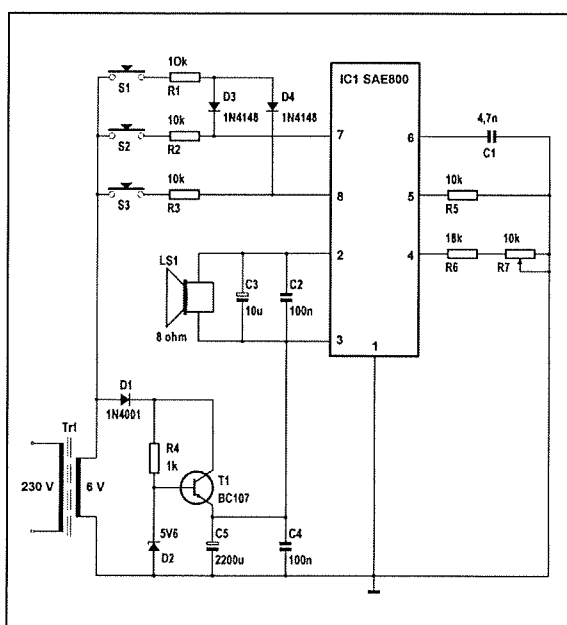 IC1 SAE800
S1
10k
R1
D3
1N4148
D4
1N4148
S2
10k
R2
7
6
4,7n
C1
S3
10k
R3
8
5
10k
R5
LS1
8 ohm
2
4
18k
R6
10k
R7
C3
10u
C2
100n
3
1
D1
1N4001
Tr1
R4
1k
T1
BC107
230 V
6 V
5V6
D2
C5
2200u
C4
100n